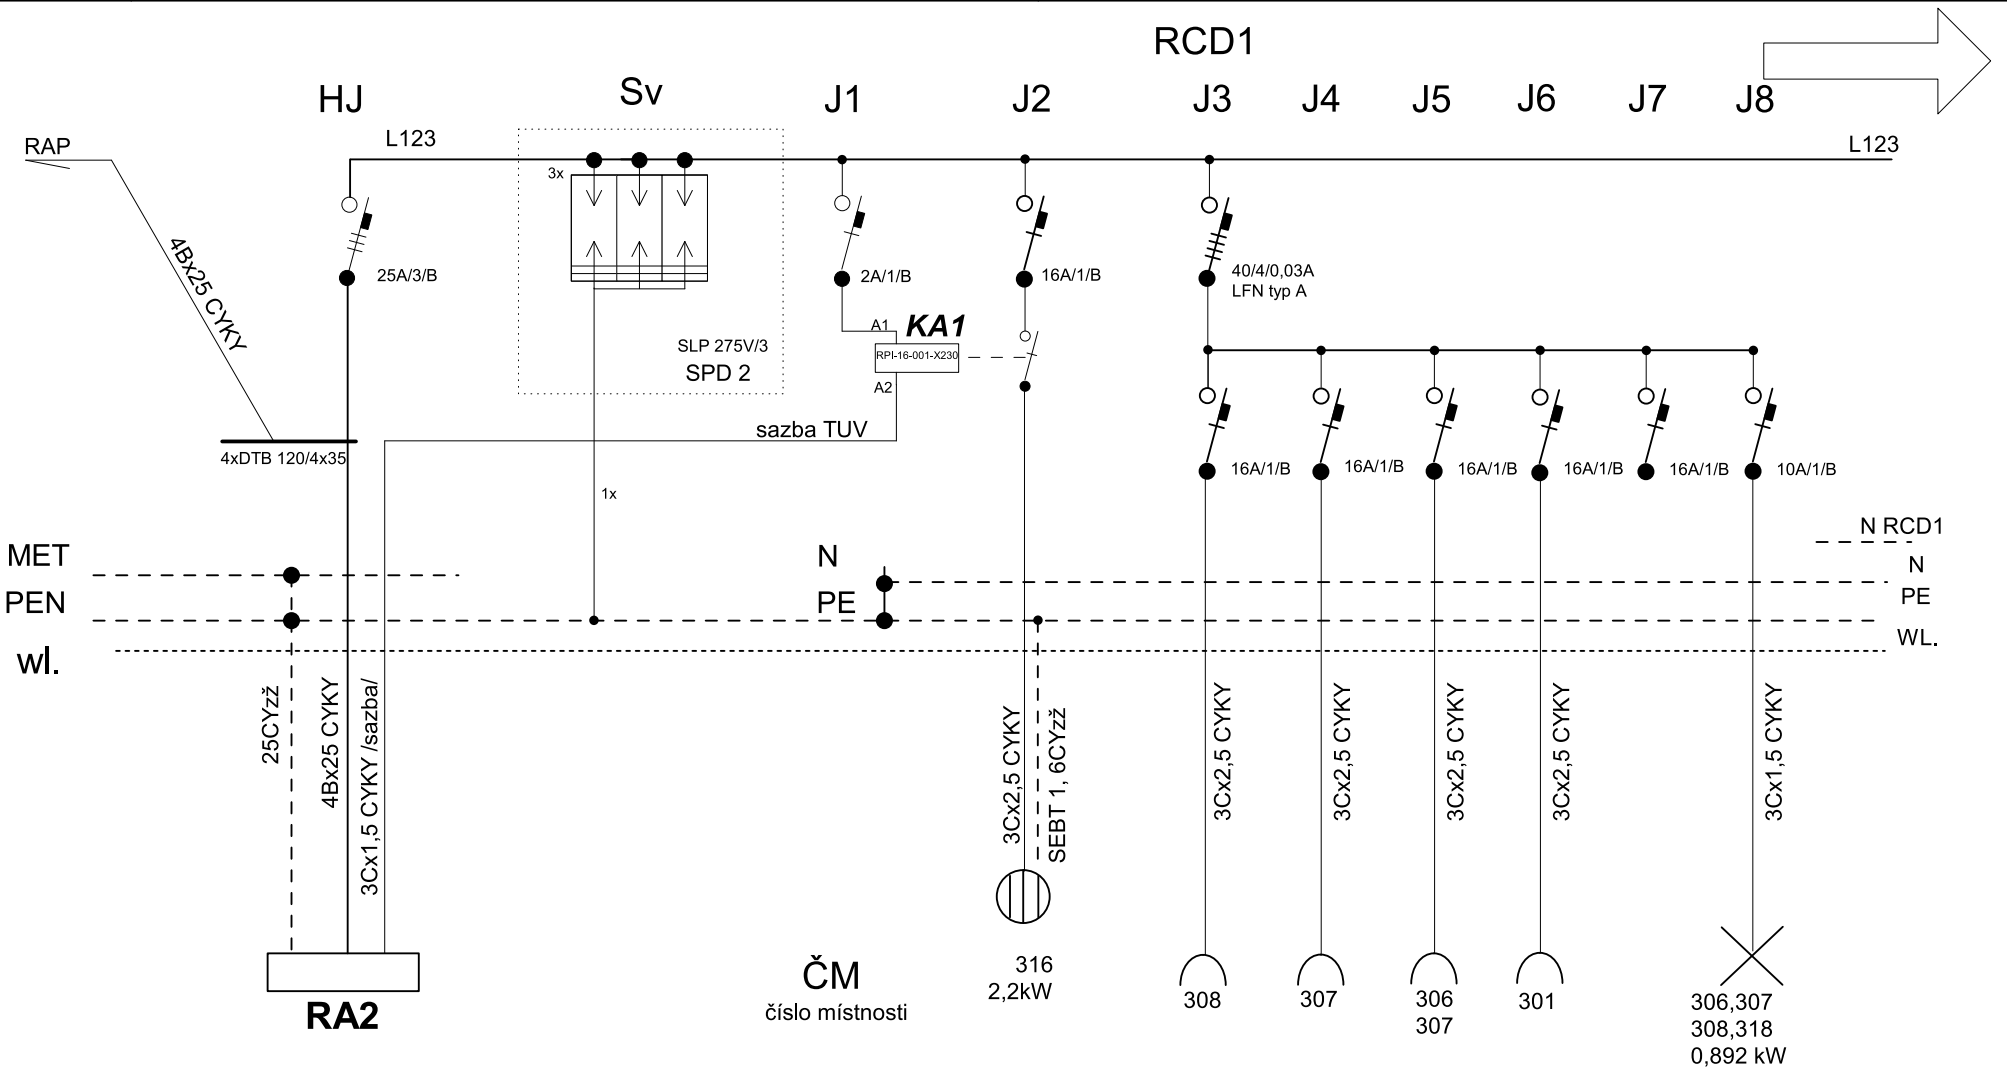 RCD1
HJ
Sv
J1
J2
J3
J4
J5
J6
J7
J8
RAP
L123
L123
3x
4Bx25 CYKY
25A/3/B
2A/1/B
16A/1/B
40/4/0,03A
LFN typ A
A1
KA1
RPI-16-001-X230
A2
SLP 275V/3
SPD 2
sazba TUV
4xDTB 120/4x35
1x
16A/1/B
16A/1/B
16A/1/B
16A/1/B
16A/1/B
10A/1/B
N RCD1
MET
N
N
PEN
PE
PE
wl.
WL.
25CYzž
4Bx25 CYKY
3Cx1,5 CYKY /sazba/
3Cx2,5 CYKY
SEBT 1, 6CYzž
3Cx2,5 CYKY
3Cx2,5 CYKY
3Cx2,5 CYKY
3Cx2,5 CYKY
3Cx1,5 CYKY
RA2
ČM
číslo místnosti
316
2,2kW
308
307
306
307
301
306,307
308,318
0,892 kW